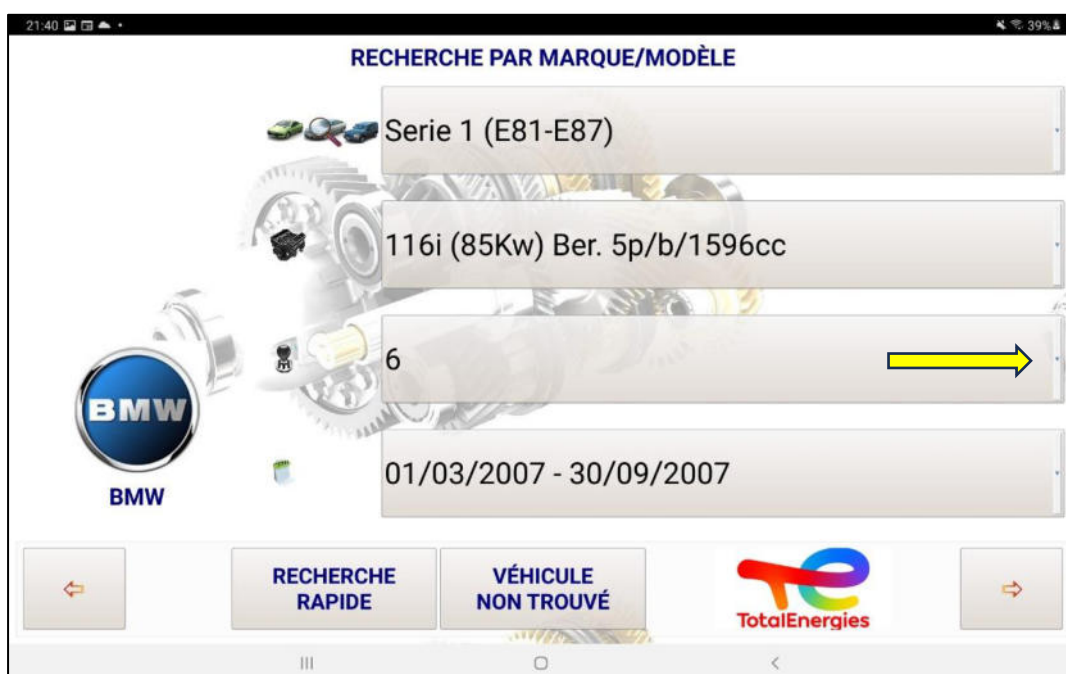 21:40
39%
RECHERCHE PAR MARQUE/MODÈLE
Serie 1 (E81-E87)
116i (85Kw) Ber. 5p/b/1596cc
6
BMW
01/03/2007 - 30/09/2007
BMW
RECHERCHE
RAPIDE
VÉHICULE
NON TROUVÉ
TotalEnergies